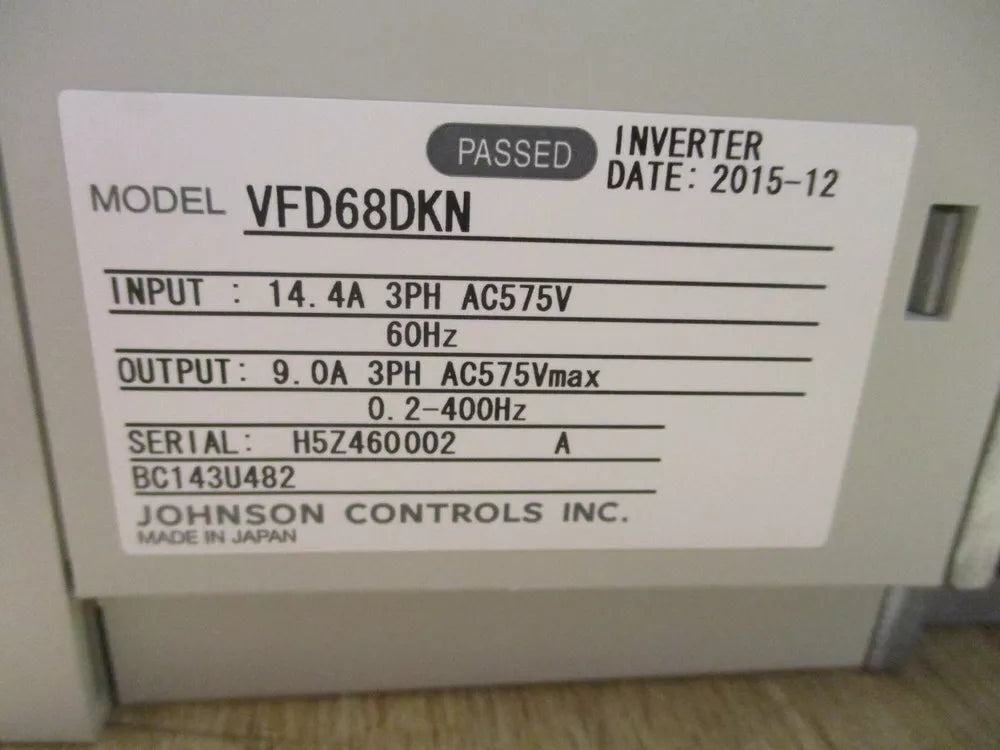 PASSED
INVERTER
DATE: 2015-12
MODEL VFD68DKN
INPUT : 14.4A 3PH AC575V
60Hz
OUTPUT: 9.0A 3PH AC575Vmax
0.2-400Hz
SERIAL: H5Z460002 A
BC143U482
JOHNSON CONTROLS INC.
MADE IN JAPAN